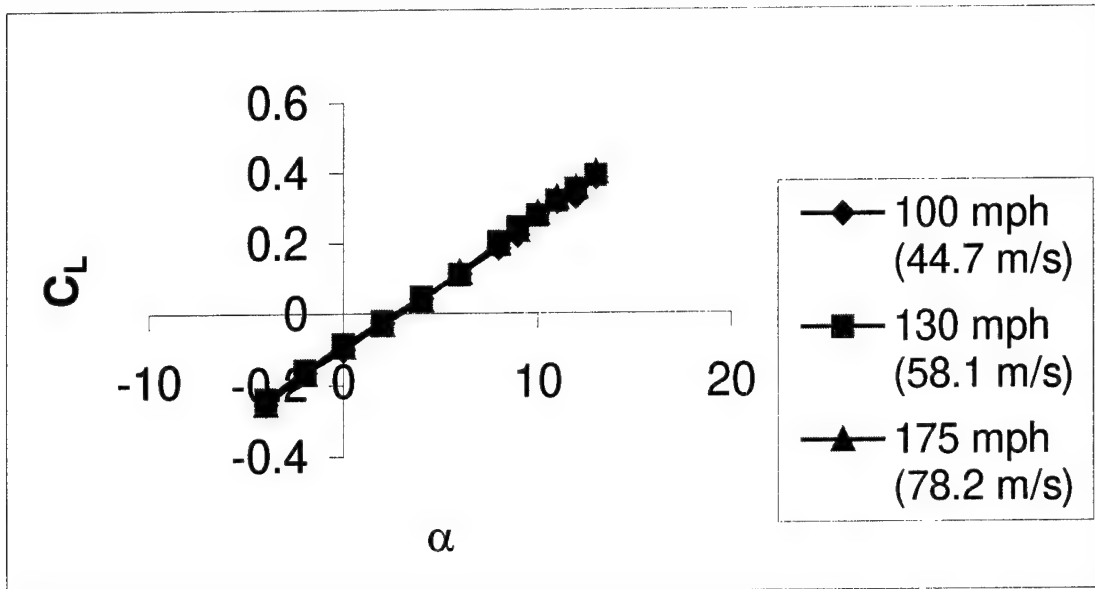 0.6
0.4
0.2
0
-0.2
-0.4
-10
0
10
20
C_L
α
100 mph
(44.7 m/s)
130 mph
(58.1 m/s)
175 mph
(78.2 m/s)